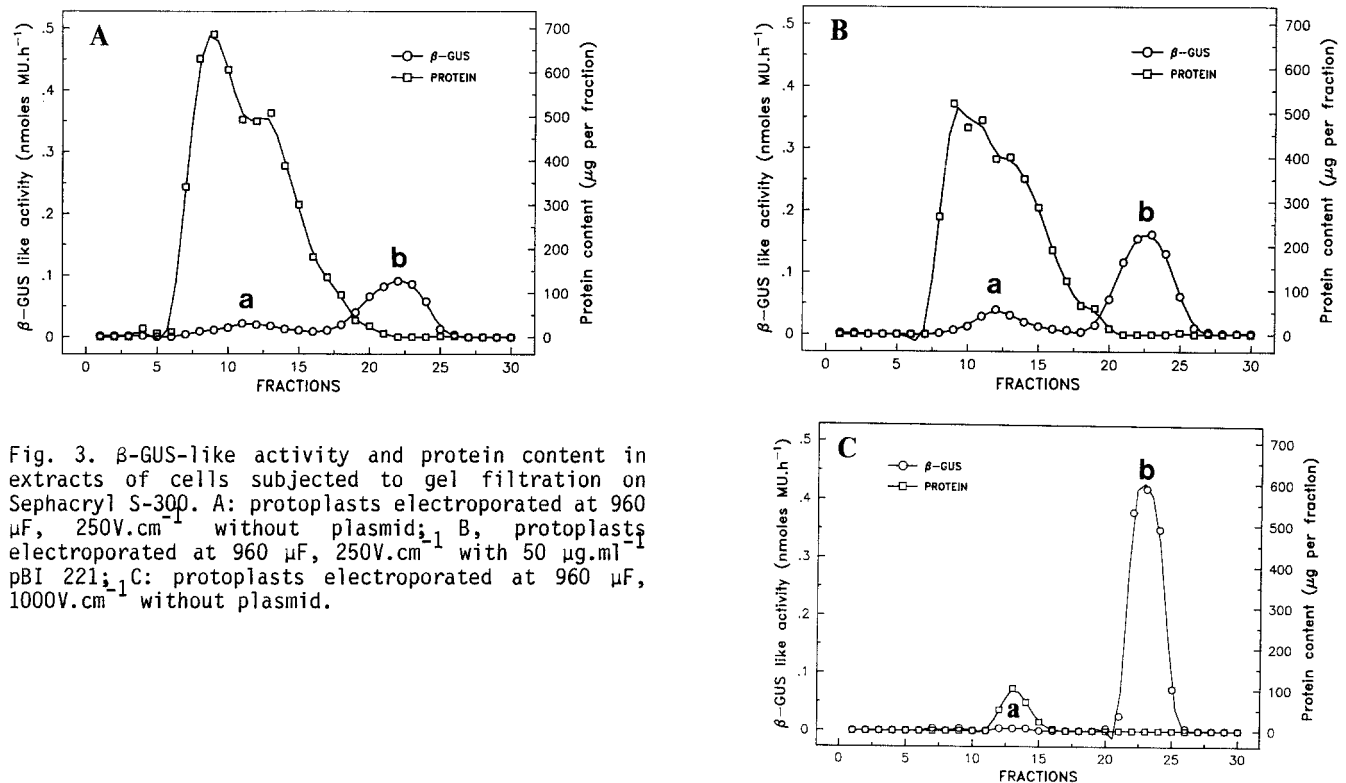 A
β-GUS like activity (nmoles MU.h⁻¹)
.5
.4
.3
.2
.1
0
β-GUS
PROTEIN
a
b
700
600
500
400
300
200
100
0
Protein content (μg per fraction)
0 5 10 15 20 25 30
FRACTIONS
B
β-GUS like activity (nmoles MU.h⁻¹)
.5
.4
.3
.2
.1
0
β-GUS
PROTEIN
a
b
700
600
500
400
300
200
100
0
Protein content (μg per fraction)
0 5 10 15 20 25 30
FRACTIONS
Fig. 3. β-GUS-like activity and protein content in
extracts of cells subjected to gel filtration on
Sephacryl S-300. A: protoplasts electroporated at 960
μF, 250V.cm⁻¹ without plasmid; B, protoplasts
electroporated at 960 μF, 250V.cm⁻¹ with 50 μg.ml⁻¹
pBI 221; C: protoplasts electroporated at 960 μF,
1000V.cm⁻¹ without plasmid.
C
β-GUS like activity (nmoles MU.h⁻¹)
.5
.4
.3
.2
.1
0
β-GUS
PROTEIN
a
b
700
600
500
400
300
200
100
0
Protein content (μg per fraction)
0 5 10 15 20 25 30
FRACTIONS